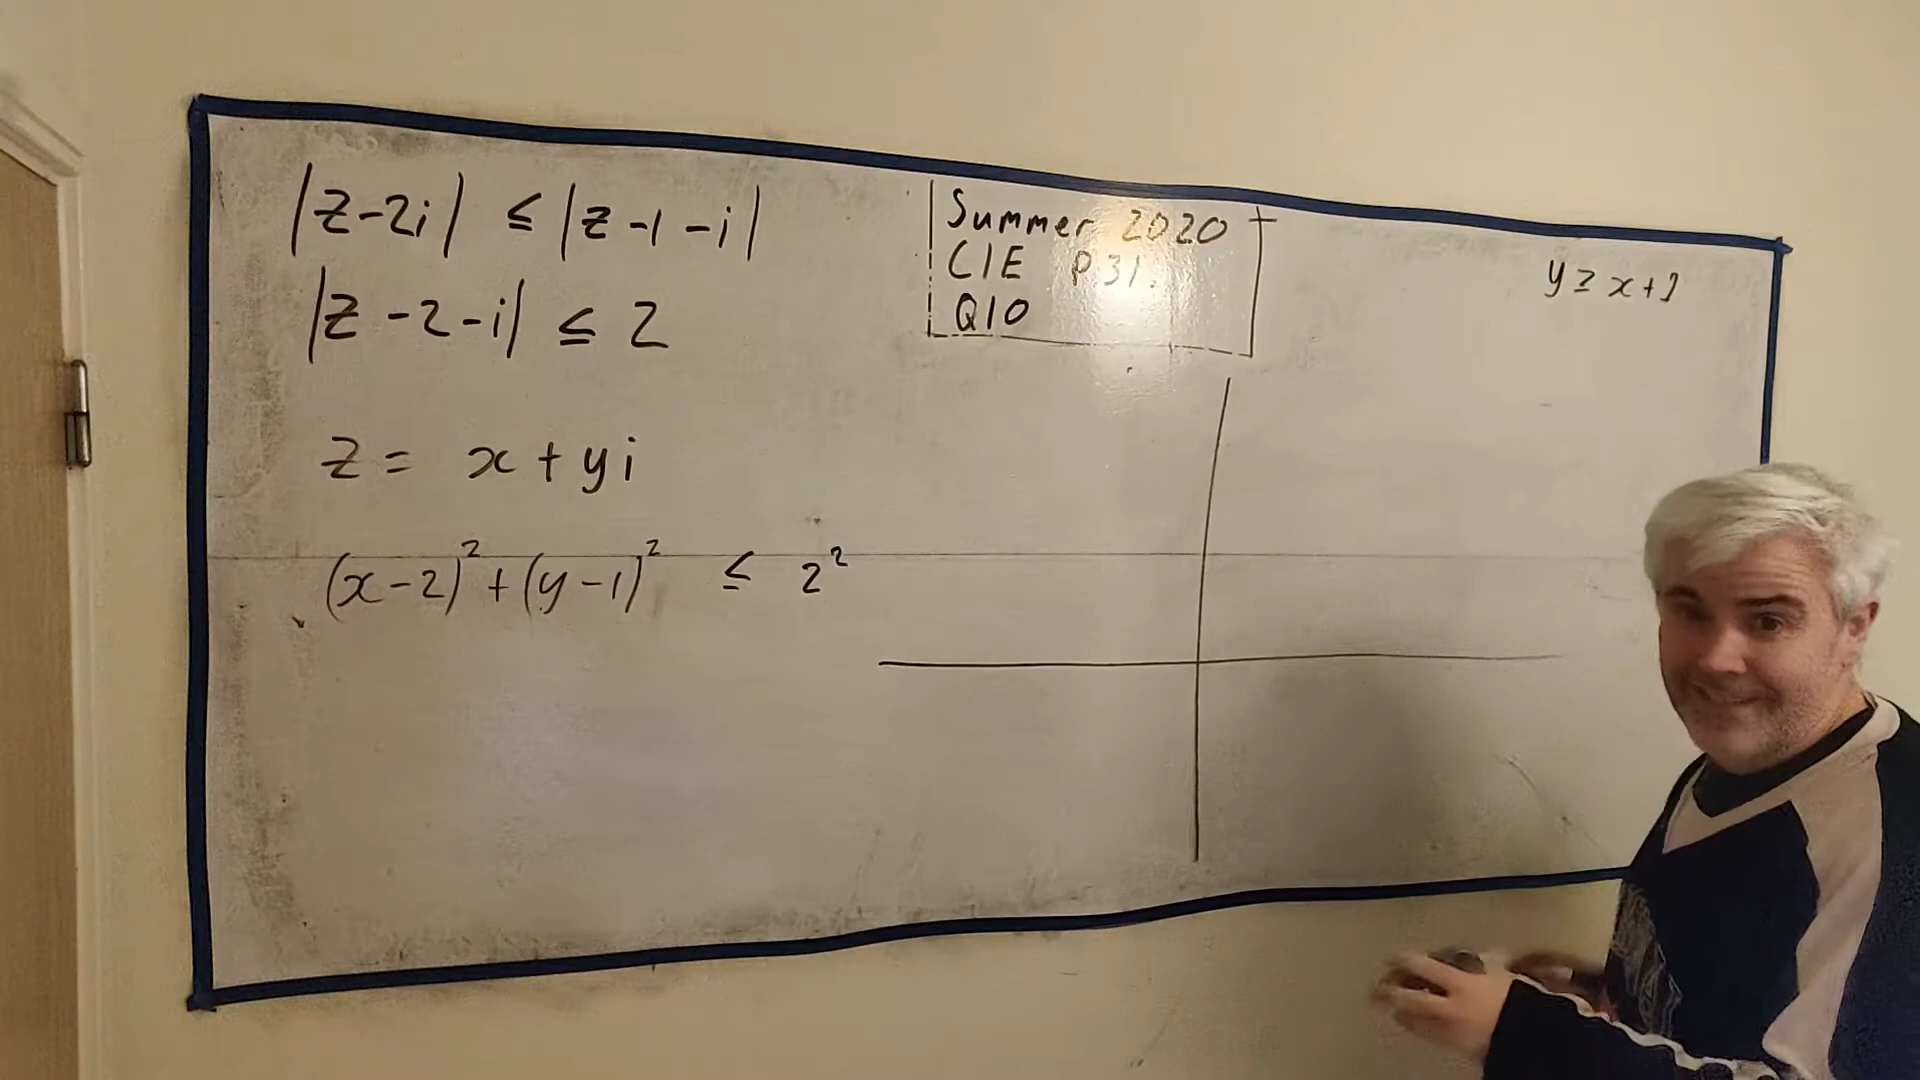 |z-2i| ≤ |z-1-i|
|z-2-i| ≤ 2
z = x + yi
(x-2)² + (y-1)² ≤ 2²
Summer 2020
CIE P31.
Q10
y ≥ x+1